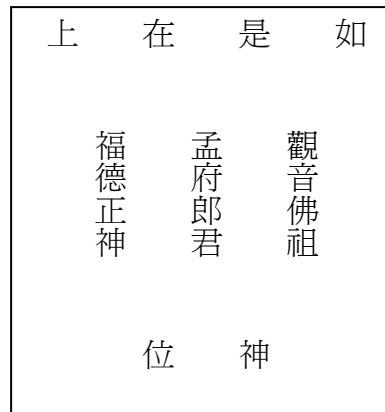 如是在上
觀音佛祖
孟府郎君
福德正神
神位